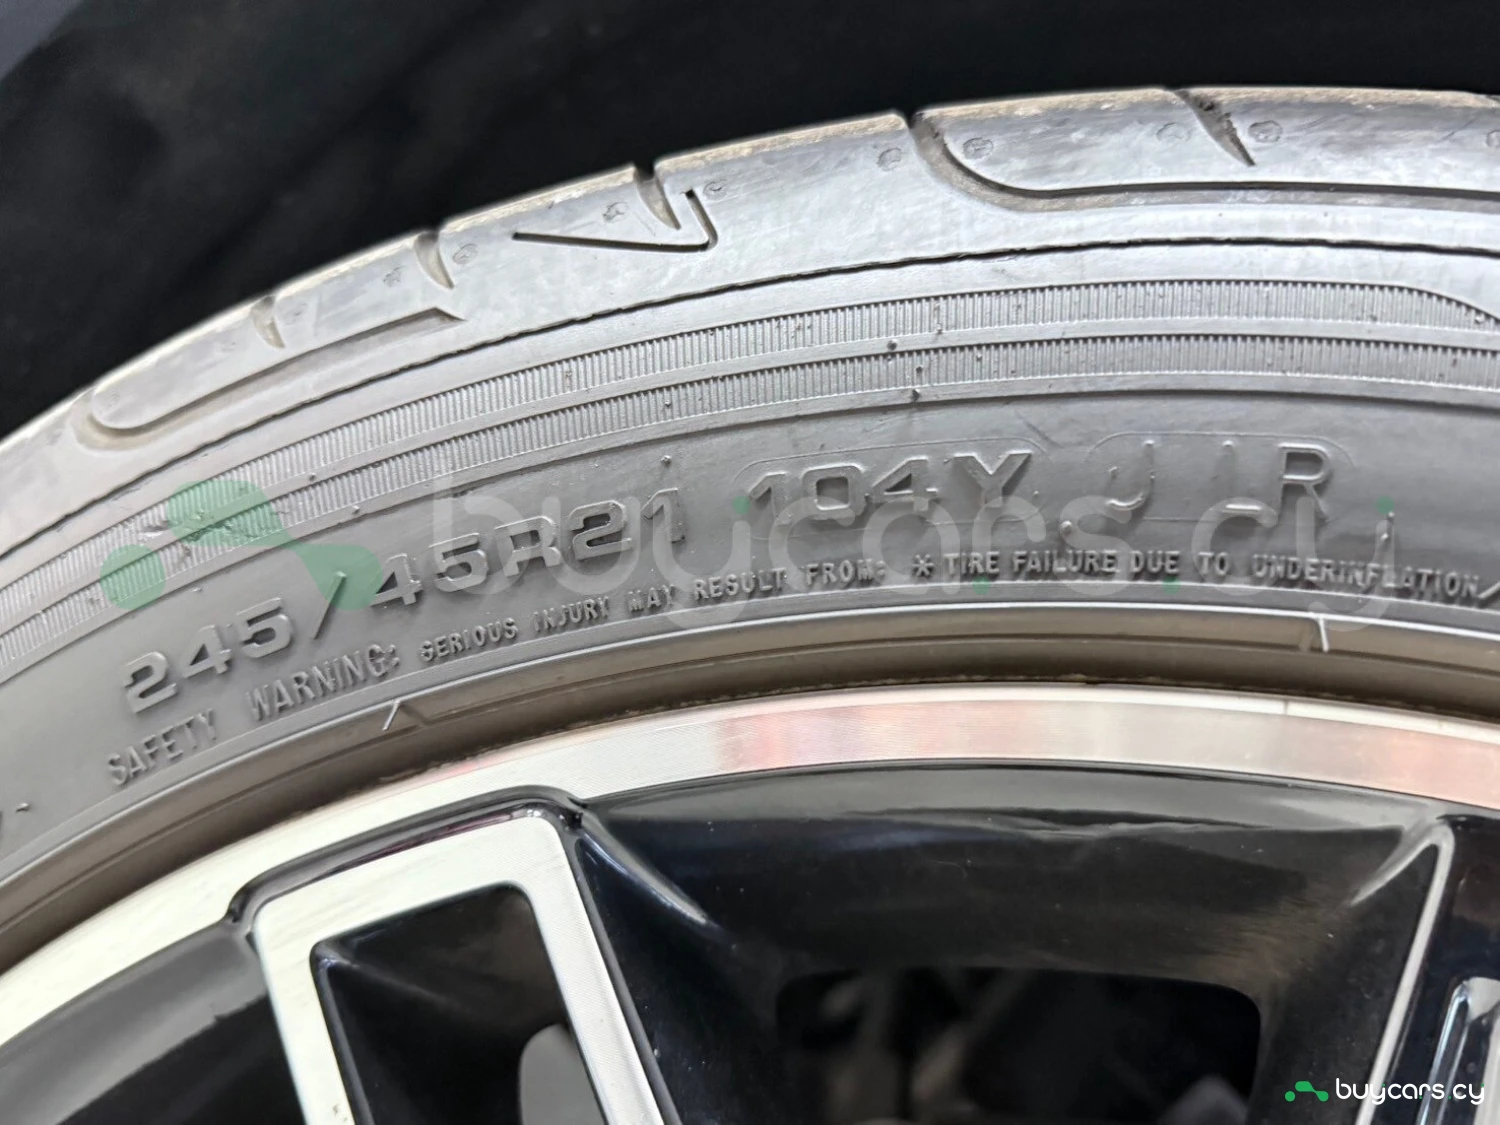 245/45R21 104Y JLR
SAFETY WARNING: SERIOUS INJURY MAY RESULT FROM: * TIRE FAILURE DUE TO UNDERINFLATION/
buycars.cy
buycars.cy